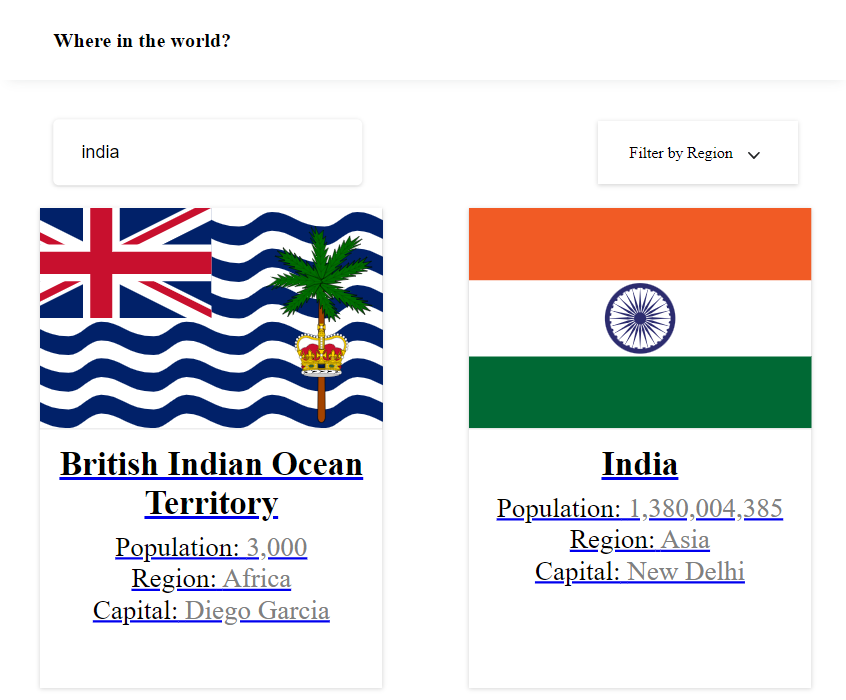 Where in the world?
india
Filter by Region
British Indian Ocean
Territory
Population: 3,000
Region: Africa
Capital: Diego Garcia
India
Population: 1,380,004,385
Region: Asia
Capital: New Delhi